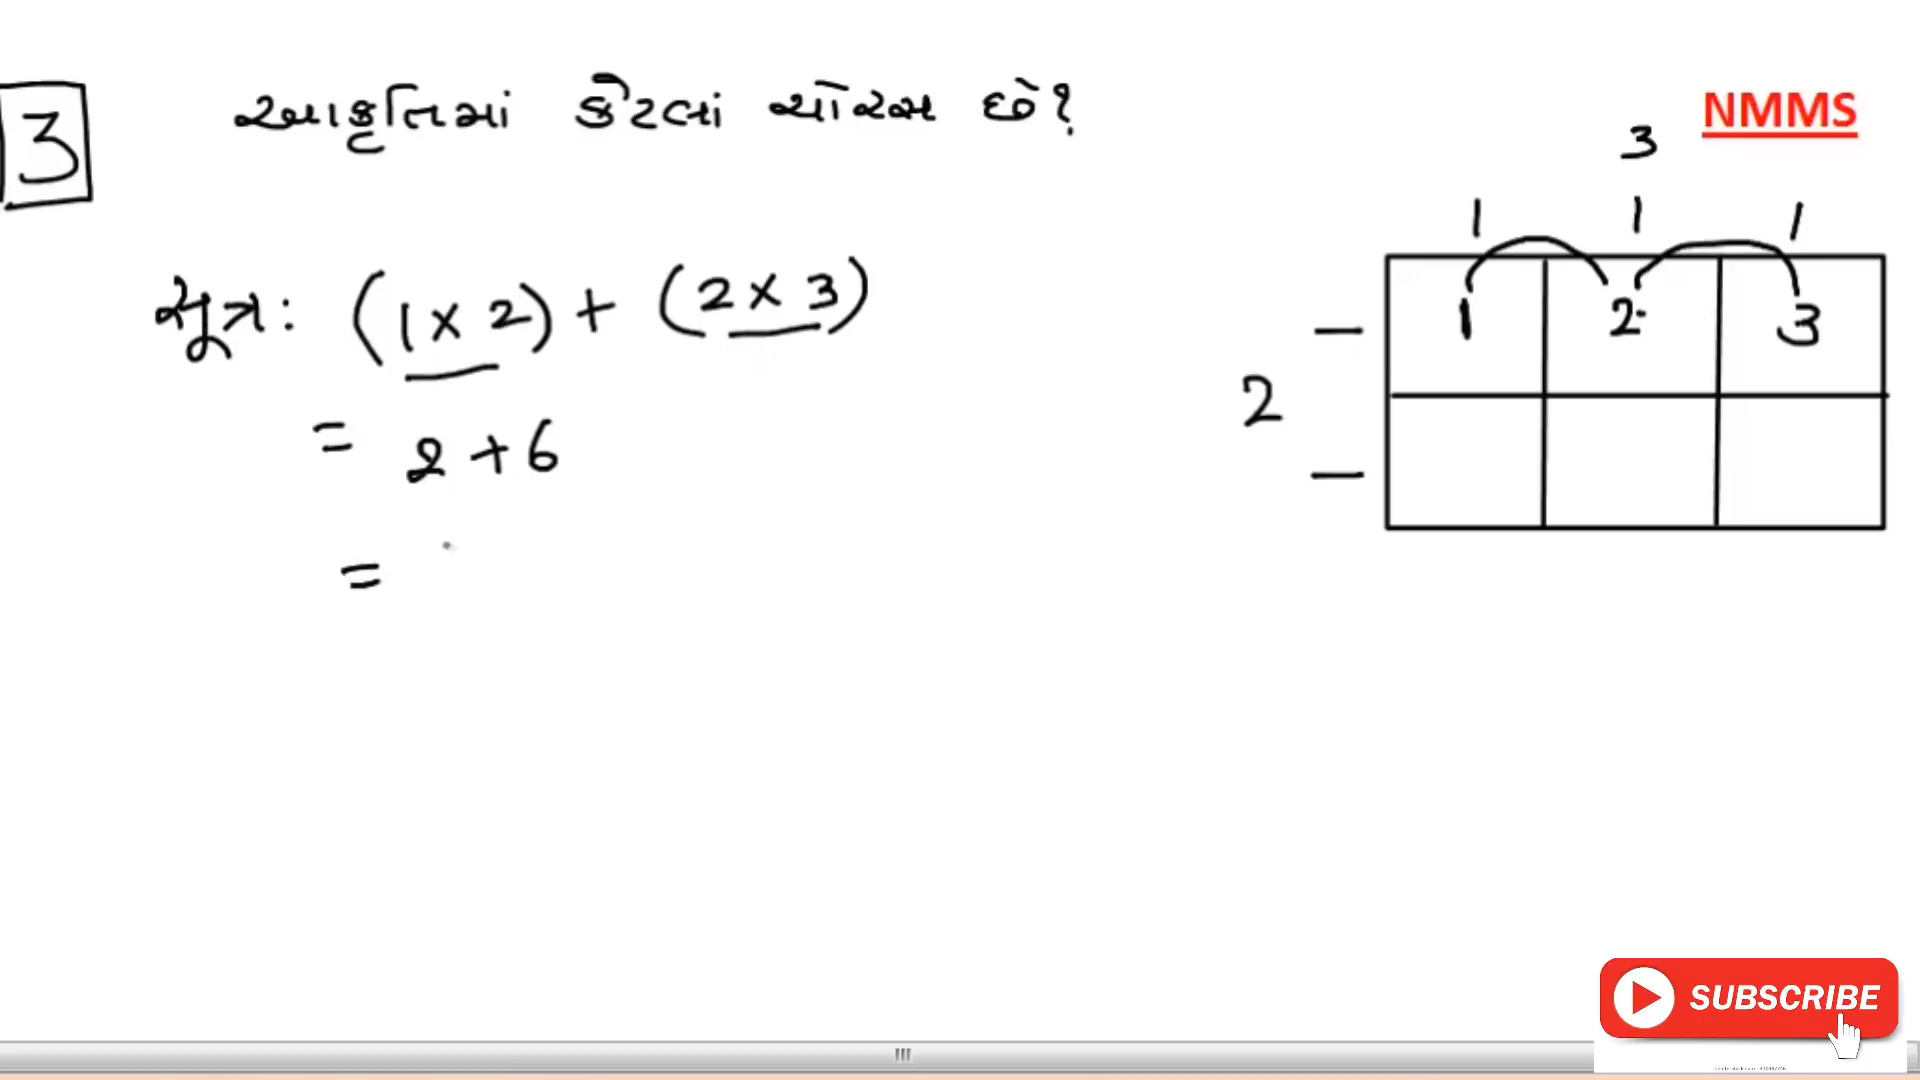 3
આકૃતિમાં કેટલા ચોરસ છે?
NMMS
3
1 1 1
સૂત્ર: (1 × 2) + (2 × 3)
1 2 3
2
= 2 + 6
=
SUBSCRIBE